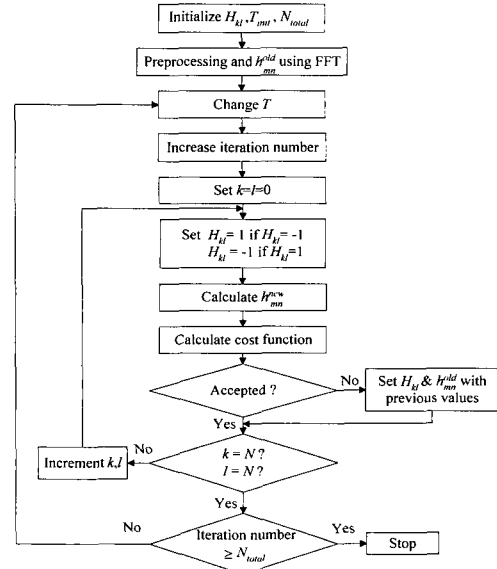 Initialize H_kl, T_init, N_total
Preprocessing and h_mn^old using FFT
Change T
Increase iteration number
Set k=l=0
Set H_kl = 1 if H_kl = -1
H_kl = -1 if H_kl = 1
Calculate h_mn^new
Calculate cost function
Accepted ?
No
Set H_kl & h_mn^old with
previous values
Yes
k = N ?
l = N ?
No
Increment k,l
Yes
Iteration number
≥ N_total
No
Yes
Stop